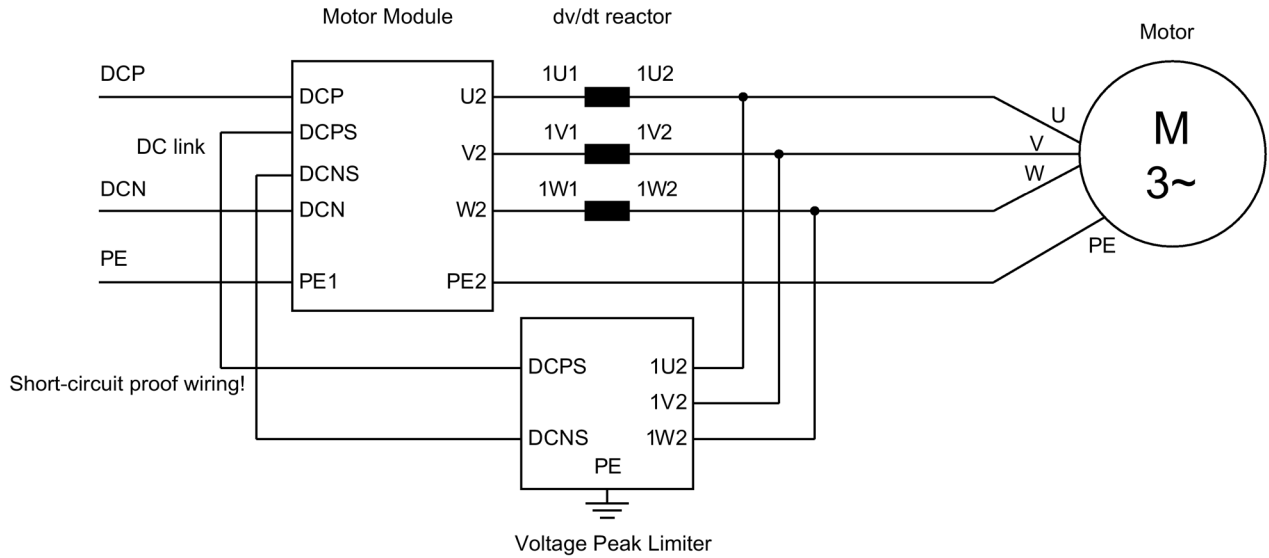 Motor Module
dv/dt reactor
Motor
DCP
DCP
U2
1U1
1U2
U
DC link
DCPS
V2
1V1
1V2
V
DCNS
DCN
DCN
W2
1W1
1W2
W
M
3~
PE
PE1
PE2
PE
Short-circuit proof wiring!
DCPS
1U2
1V2
DCNS
1W2
PE
Voltage Peak Limiter